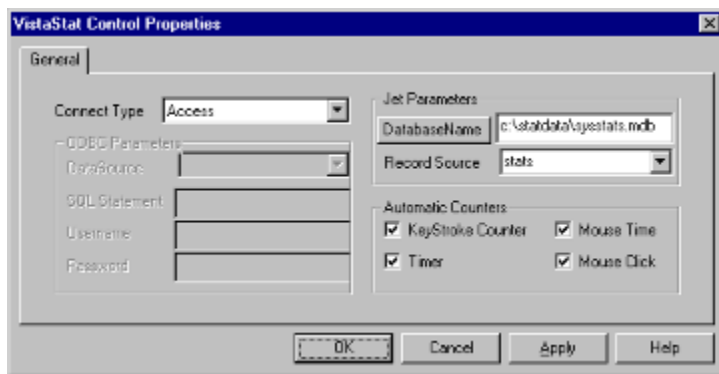 VistaStat Control Properties
General
Connect Type Access
ODBC Parameters
DataSource
SQL Statement
Username
Password
Jet Parameters
DatabaseName c:\statdata\sysstats.mdb
Record Source stats
Automatic Counters
KeyStroke Counter Mouse Time
Timer Mouse Click
OK Cancel Apply Help